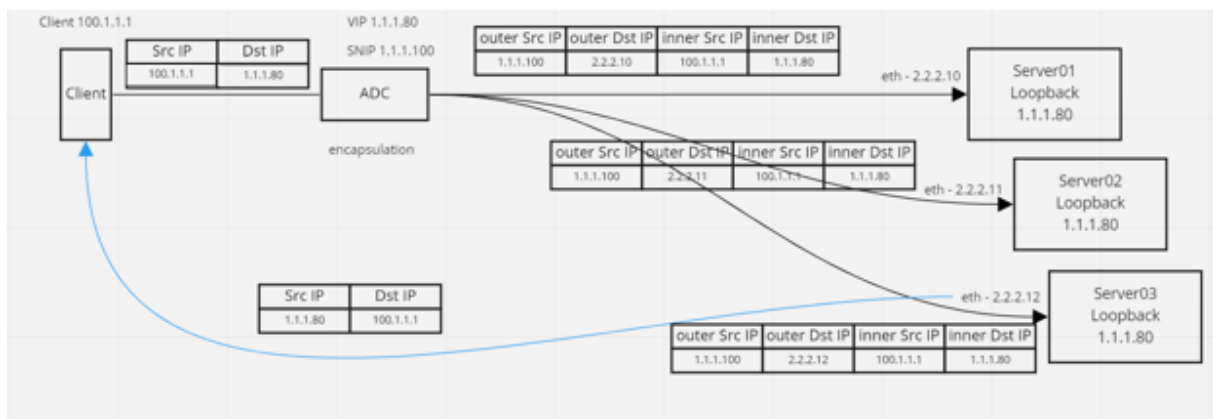 Client 100.1.1.1
VIP 1.1.1.80
SNIP 1.1.1.100
Src IP Dst IP
100.1.1.1 1.1.1.80
Client
ADC
encapsulation
outer Src IP outer Dst IP inner Src IP inner Dst IP
1.1.1.100 2.2.2.10 100.1.1.1 1.1.1.80
eth - 2.2.2.10
Server01
Loopback
1.1.1.80
outer Src IP outer Dst IP inner Src IP inner Dst IP
1.1.1.100 2.2.2.11 100.1.1.1 1.1.1.80
eth - 2.2.2.11
Server02
Loopback
1.1.1.80
Src IP Dst IP
1.1.1.80 100.1.1.1
eth - 2.2.2.12
Server03
Loopback
1.1.1.80
outer Src IP outer Dst IP inner Src IP inner Dst IP
1.1.1.100 2.2.2.12 100.1.1.1 1.1.1.80